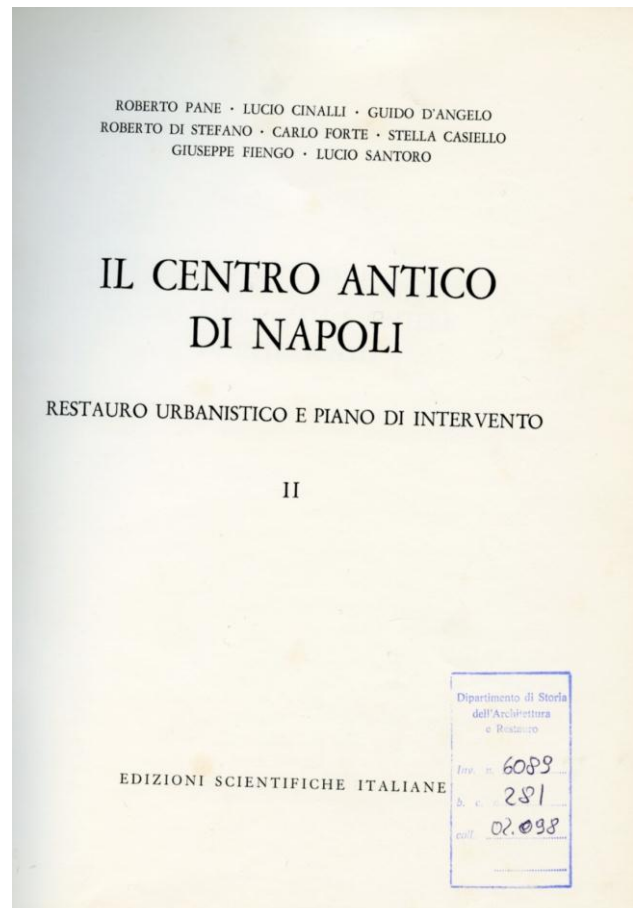 ROBERTO PANE · LUCIO CINALLI · GUIDO D'ANGELO
ROBERTO DI STEFANO · CARLO FORTE · STELLA CASIELLO
GIUSEPPE FIENGO · LUCIO SANTORO
IL CENTRO ANTICO
DI NAPOLI
RESTAURO URBANISTICO E PIANO DI INTERVENTO
II
EDIZIONI SCIENTIFICHE ITALIANE
Dipartimento di Storia
dell'Architettura
e Restauro
Inv. n. 6089
b. c. 281
coll. 02.098